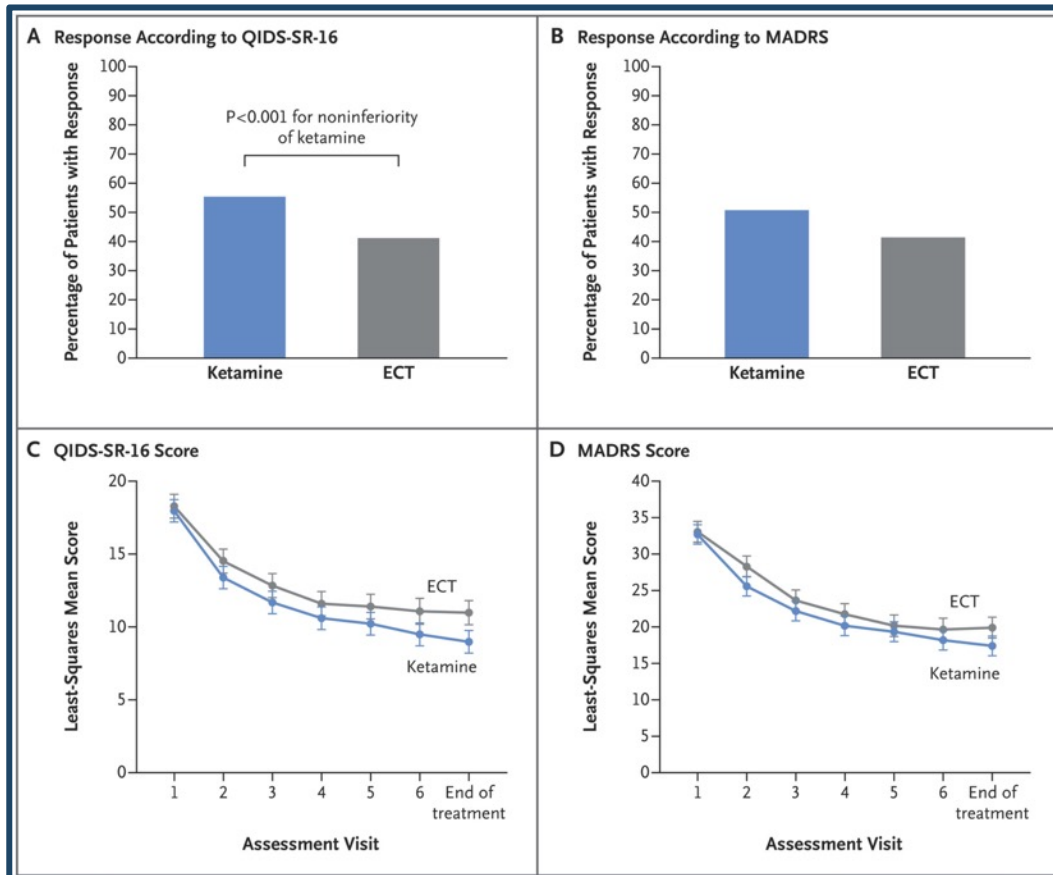 A Response According to QIDS-SR-16
Percentage of Patients with Response
100
90
80
70
60
50
40
30
20
10
0
P<0.001 for noninferiority
of ketamine
Ketamine
ECT
B Response According to MADRS
Percentage of Patients with Response
100
90
80
70
60
50
40
30
20
10
0
Ketamine
ECT
C QIDS-SR-16 Score
Least-Squares Mean Score
20
15
10
5
0
ECT
Ketamine
1 2 3 4 5 6 End of
treatment
Assessment Visit
D MADRS Score
Least-Squares Mean Score
40
35
30
25
20
15
10
5
0
ECT
Ketamine
1 2 3 4 5 6 End of
treatment
Assessment Visit